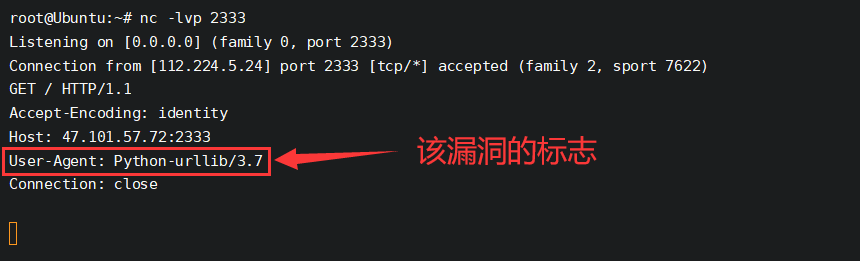 root@Ubuntu:~# nc -lvp 2333
Listening on [0.0.0.0] (family 0, port 2333)
Connection from [112.224.5.24] port 2333 [tcp/*] accepted (family 2, sport 7622)
GET / HTTP/1.1
Accept-Encoding: identity
Host: 47.101.57.72:2333
User-Agent: Python-urllib/3.7
该漏洞的标志
Connection: close